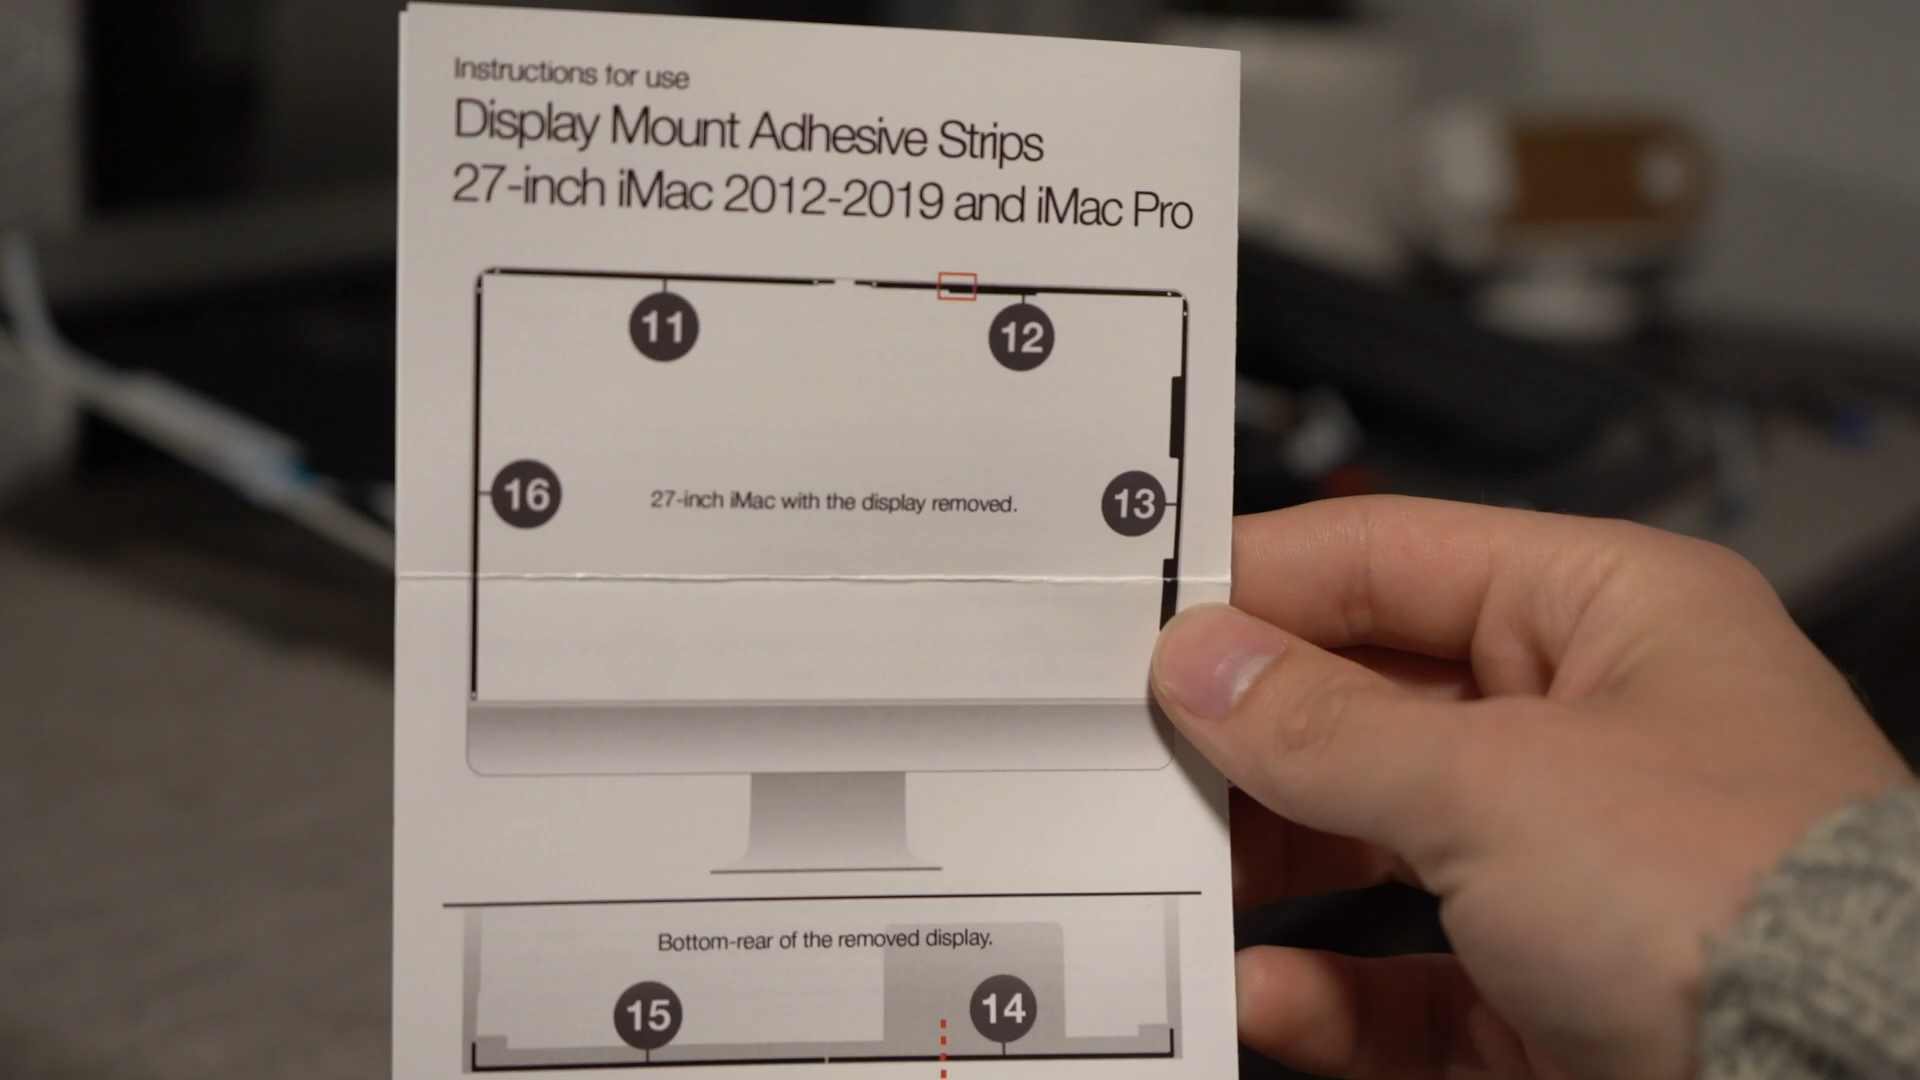 Instructions for use
Display Mount Adhesive Strips
27-inch iMac 2012-2019 and iMac Pro
11
12
16
27-inch iMac with the display removed.
13
Bottom-rear of the removed display.
15
14